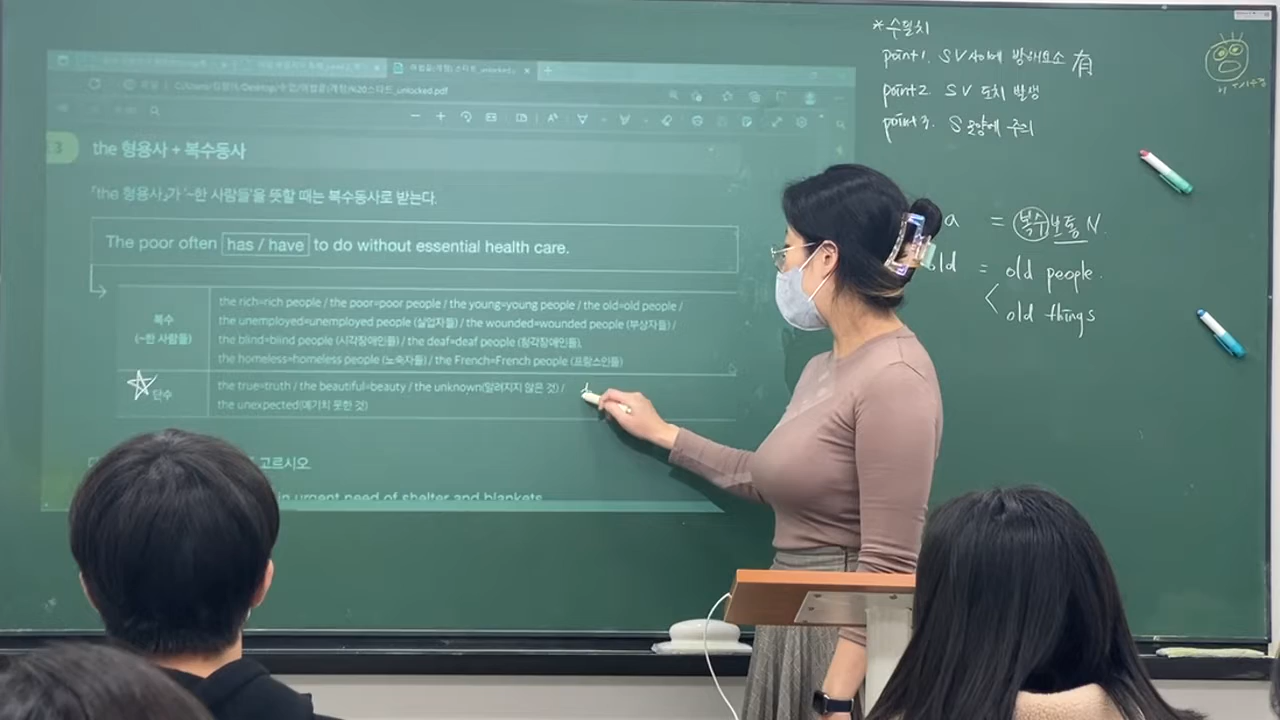 3 the 형용사 + 복수동사
「the 형용사」가 '~한 사람들'을 뜻할 때는 복수동사로 받는다.
The poor often has / have to do without essential health care.
복수
(~한 사람들)
the rich=rich people / the poor=poor people / the young=young people / the old=old people /
the unemployed=unemployed people (실업자들) / the wounded=wounded people (부상자들) /
the blind=blind people (시각장애인들) / the deaf=deaf people (청각장애인들),
the homeless=homeless people (노숙자들) / the French=French people (프랑스인들)
☆ 단수
the true=truth / the beautiful=beauty / the unknown(알려지지 않은 것) /
the unexpected(예기치 못한 것)
고르시오.
in urgent need of shelter and blankets
*수일치
point1. SV사이에 방해요소 有
point2. SV 도치 발생
point3. S 모양에 주의
a = 복수보통N.
old = old people.
old things